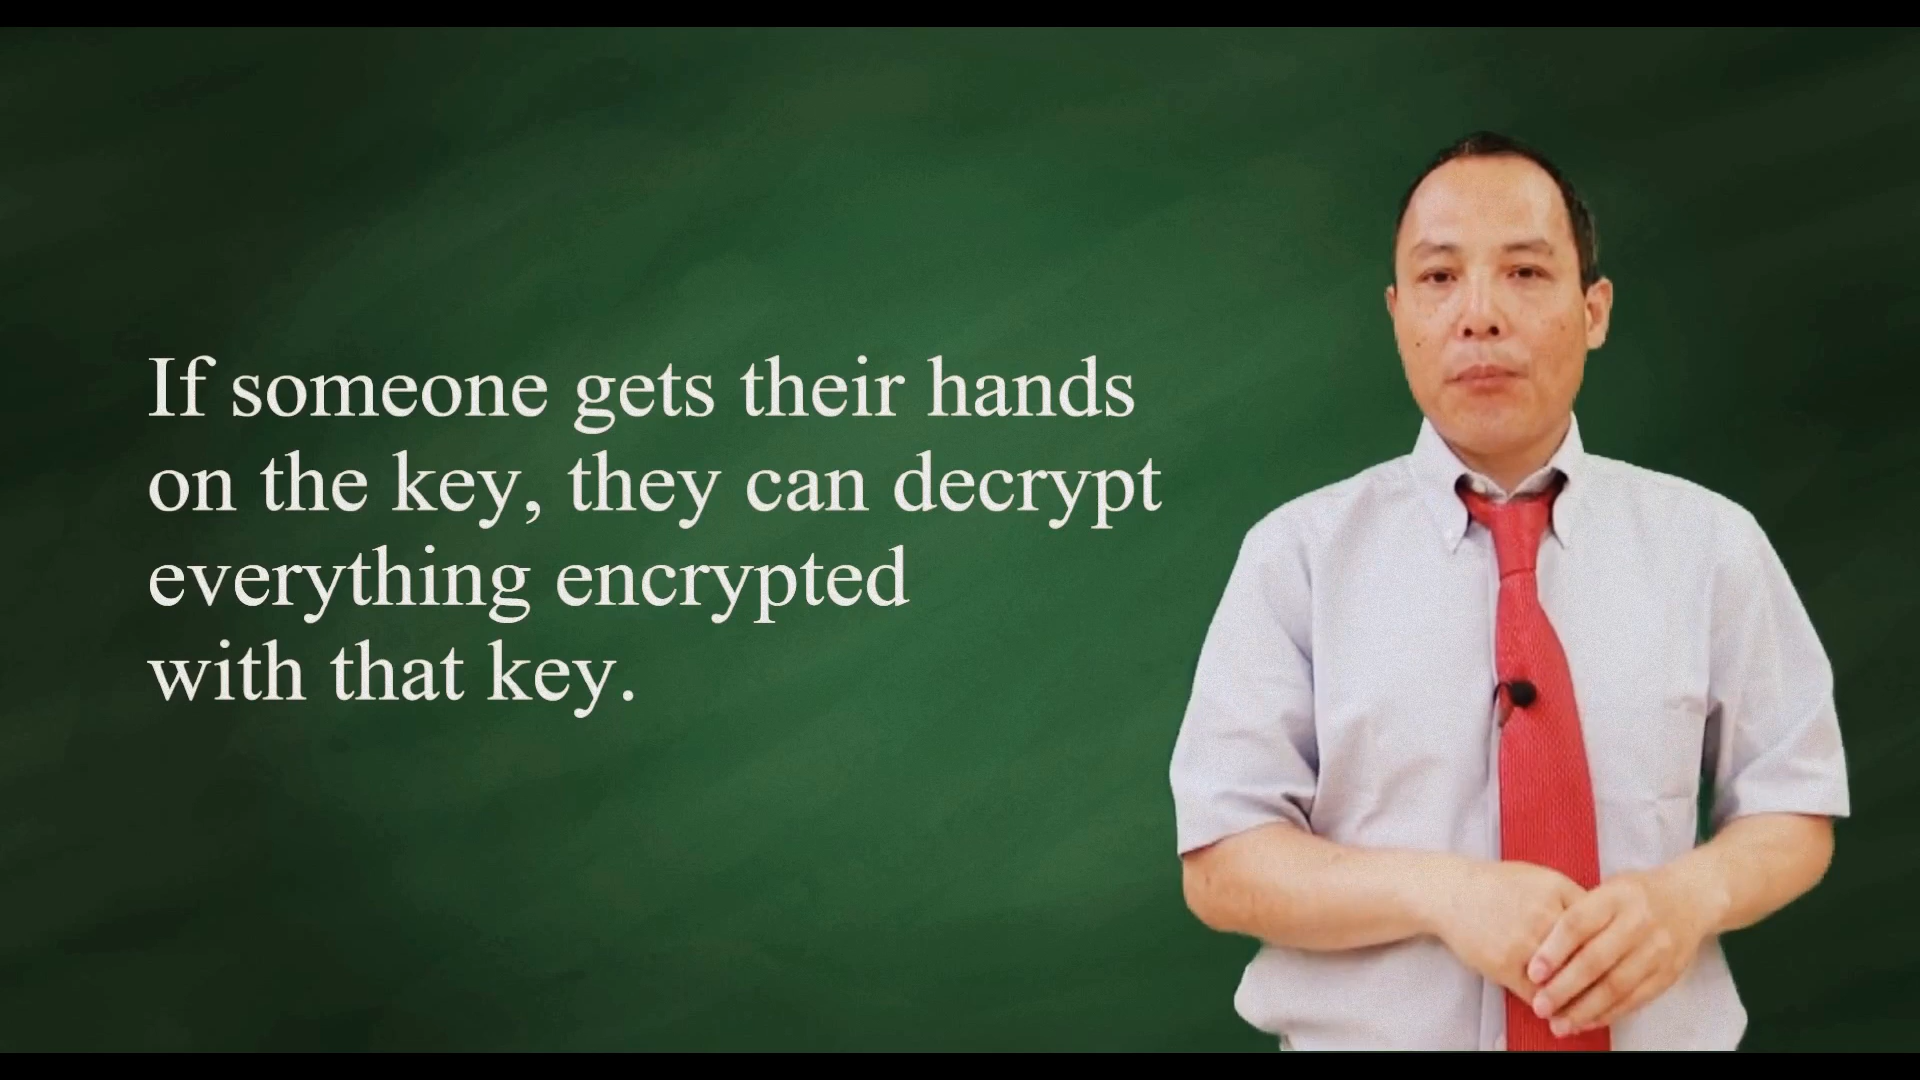 If someone gets their hands
on the key, they can decrypt
everything encrypted
with that key.